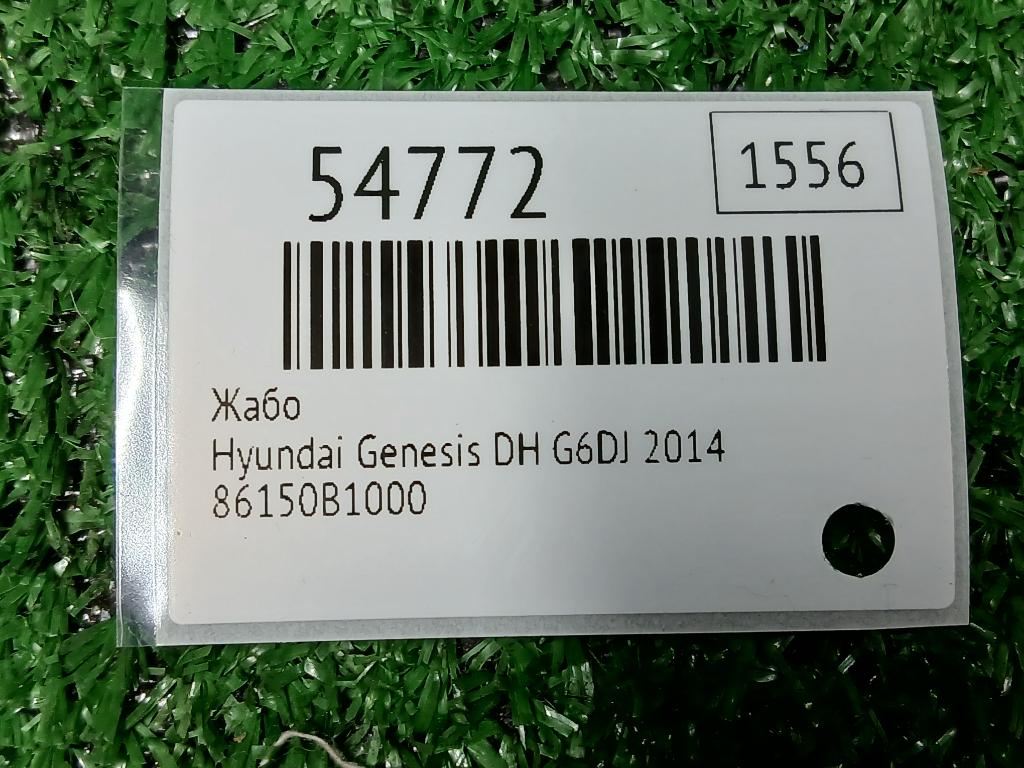 54772
1556
Жабо
Hyundai Genesis DH G6DJ 2014
86150B1000